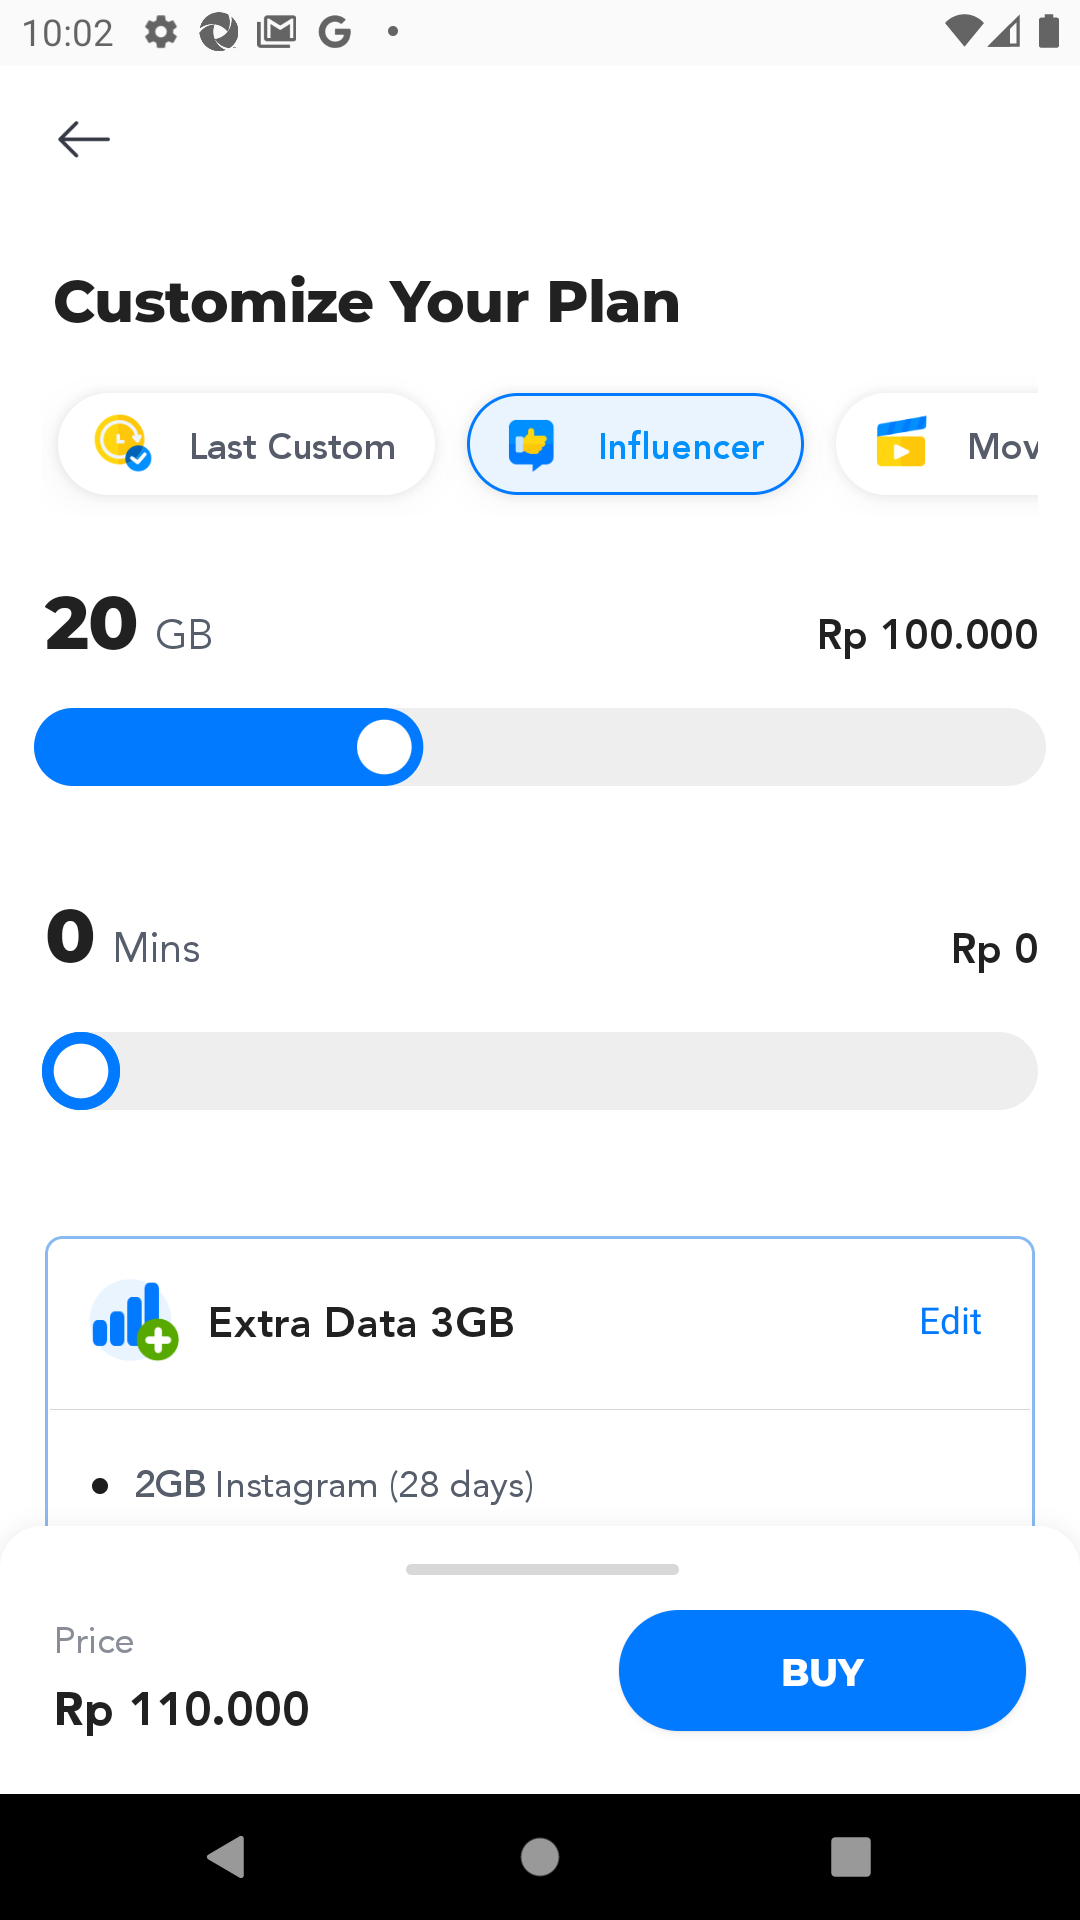 10:02
Customize Your Plan
Last Custom
Influencer
Mov
20 GB
Rp 100.000
0 Mins
Rp 0
Extra Data 3GB
Edit
2GB Instagram (28 days)
Price
Rp 110.000
BUY